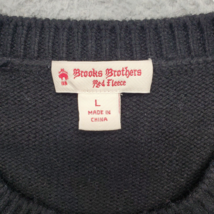 Brooks Brothers
Red Fleece
L
MADE IN
CHINA